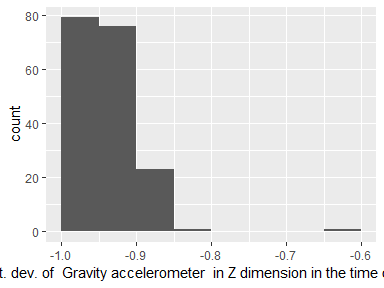 80
60
40
20
0
count
-1.0 -0.9 -0.8 -0.7 -0.6
t. dev. of Gravity accelerometer in Z dimension in the time